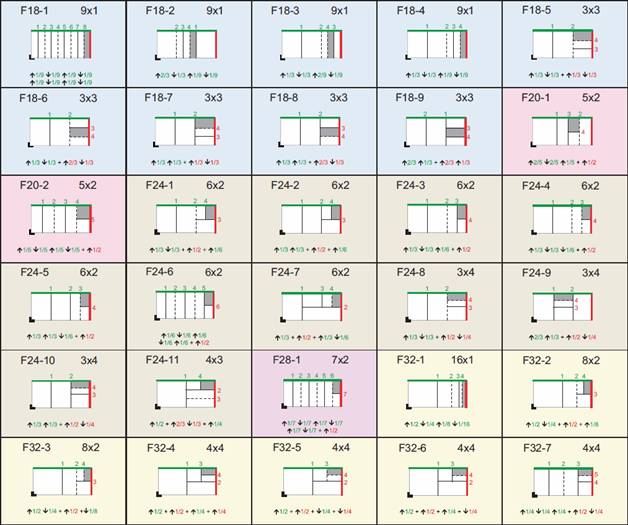 F18-1 9x1
1 2 3 4 5 6 7 8
↑1/9 ↓1/9 ↑1/9 ↓1/9
↑1/9 ↓1/9 ↑1/9 ↓1/9
F18-2 9x1
2 3 4 1
↑2/3 ↓1/3 ↑1/9 ↓1/9
F18-3 9x1
1 2 4 3
↑1/3 ↓1/3 ↑2/9 ↓1/9
F18-4 9x1
1 2 3 4
↑1/3 ↓1/3 ↑1/9 ↓1/9
F18-5 3x3
1 2
4
3
↑1/3 ↓1/3 + ↑1/3 ↓1/3
F18-6 3x3
1 2
3
4
↑1/3 ↓1/3 + ↑2/3 ↓1/3
F18-7 3x3
1 2
4
3
↑1/3 ↑1/3 + ↑1/3 ↓1/3
F18-8 3x3
1 2
3
4
↑1/3 ↑1/3 + ↑2/3 ↓1/3
F18-9 3x3
2 1
3
4
↑2/3 ↑1/3 + ↑2/3 ↑1/3
F20-1 5x2
1 3 2
4
↑2/5 ↓2/5 ↑1/5 + ↑1/2
F20-2 5x2
1 2 3 4
5
↑1/5 ↓1/5 ↑1/5 ↓1/5 + ↑1/2
F24-1 6x2
1 2 4
3
↑1/3 ↓1/3 + ↑1/2 + ↑1/6
F24-2 6x2
1 2 4
3
↑1/3 ↑1/3 + ↑1/2 + ↑1/6
F24-3 6x2
1 2 3
4
↑1/3 ↓1/3 ↑1/6 + ↑1/2
F24-4 6x2
1 2 3
4
↑1/3 ↓1/3 ↓1/6 + ↑1/2
F24-5 6x2
1 2 3
4
↑1/3 ↑1/3 ↓1/6 + ↑1/2
F24-6 6x2
1 2 3 4 5
6
↑1/6 ↓1/6 ↑1/6
↓1/6 ↑1/6 + ↑1/2
F24-7 6x2
1 3 4
2
↑1/3 + ↑1/2 + ↑1/3 ↓1/6
F24-8 3x4
1 2
4
3
↑1/3 ↓1/3 + ↑1/2 ↓1/4
F24-9 3x4
2 1
4
3
↑2/3 ↑1/3 + ↑1/2 ↓1/4
F24-10 3x4
1 2
4
3
↑1/3 ↑1/3 + ↑1/2 ↓1/4
F24-11 4x3
1 4
2
3
↑1/2 + ↑2/3 ↓1/3 + ↑1/4
F28-1 7x2
1 2 3 4 5 6
7
↑1/7 ↓1/7 ↑1/7 ↓1/7
↑1/7 ↓1/7 + ↑1/2
F32-1 16x1
1 2 34
↑1/2 ↓1/4 ↑1/8 ↓1/16
F32-2 8x2
1 2 4
3
↑1/2 ↓1/4 + ↑1/2 + ↑1/8
F32-3 8x2
1 2 4
3
↑1/2 ↓1/4 + ↑1/2 + ↓1/8
F32-4 4x4
1 3
4
2
↑1/2 + ↑1/2 + ↑1/4 + ↑1/4
F32-5 4x4
1 3
4
2
↑1/2 + ↑1/2 + ↓1/4 + ↑1/4
F32-6 4x4
1 3
4
2
↑1/2 + ↑1/2 + ↑1/4 + ↓1/4
F32-7 4x4
1 2 4
5
3
↑1/2 ↓1/4 + ↑1/2 ↓1/4